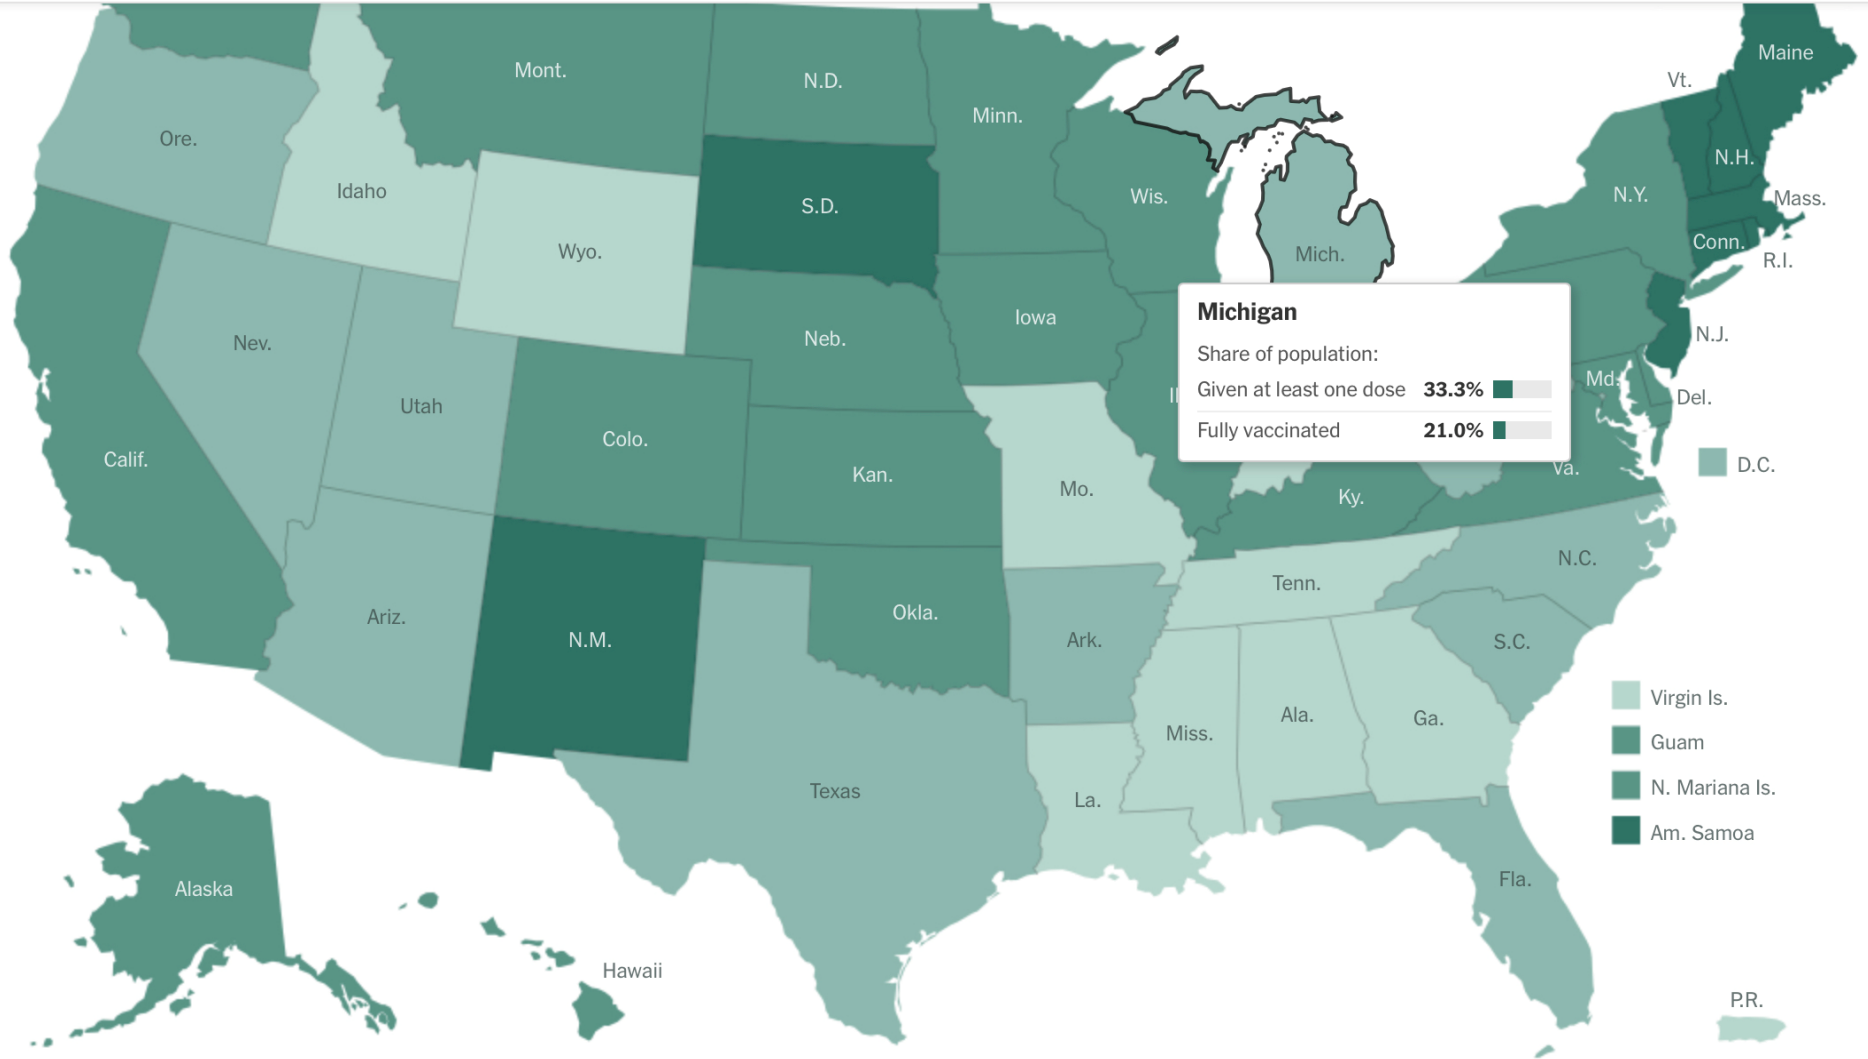 Maine
Mont.
N.D.
Vt.
Minn.
Ore.
N.H.
Idaho
Wis.
N.Y.
Mass.
S.D.
Conn.
Wyo.
Mich.
R.I.
Michigan
Share of population:
Given at least one dose 33.3%
Fully vaccinated 21.0%
Iowa
Neb.
N.J.
Nev.
Md.
Del.
Utah
Colo.
Calif.
D.C.
Va.
Kan.
Mo.
Ky.
N.C.
Tenn.
Okla.
Ariz.
N.M.
Ark.
S.C.
Virgin Is.
Ala.
Ga.
Miss.
Guam
N. Mariana Is.
Texas
La.
Am. Samoa
Fla.
Alaska
Hawaii
P.R.